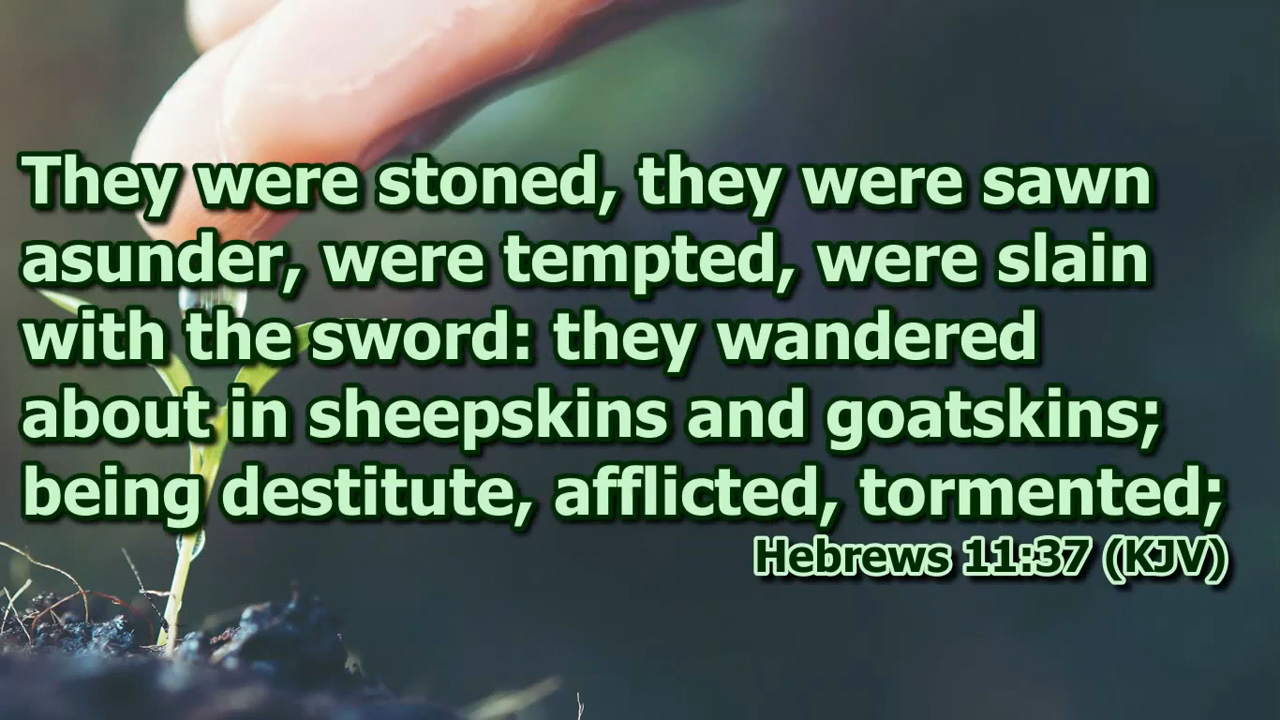 They were stoned, they were sawn
asunder, were tempted, were slain
with the sword: they wandered
about in sheepskins and goatskins;
being destitute, afflicted, tormented;
Hebrews 11:37 (KJV)